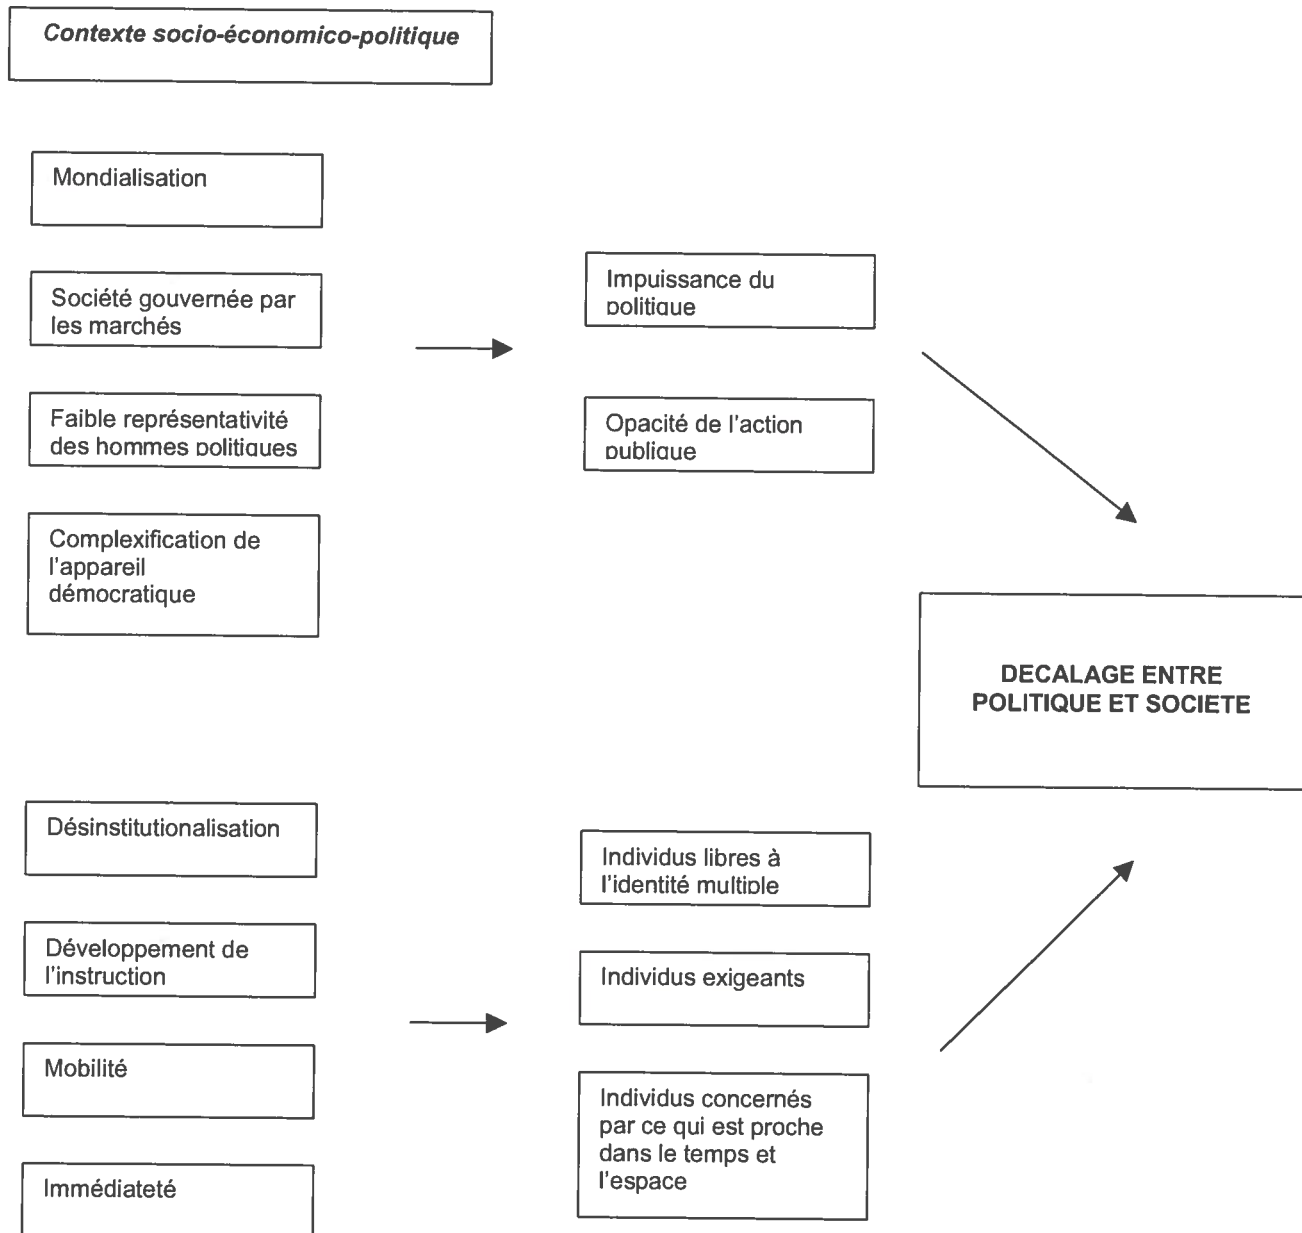 Contexte socio-économico-politique
Mondialisation
Société gouvernée par
les marchés
Faible représentativité
des hommes politiques
Complexification de
l'appareil
démocratique
Impuissance du
politique
Opacité de l'action
publique
DECALAGE ENTRE
POLITIQUE ET SOCIETE
Désinstitutionalisation
Développement de
l'instruction
Mobilité
Immédiateté
Individus libres à
l'identité multiple
Individus exigeants
Individus concernés
par ce qui est proche
dans le temps et
l'espace